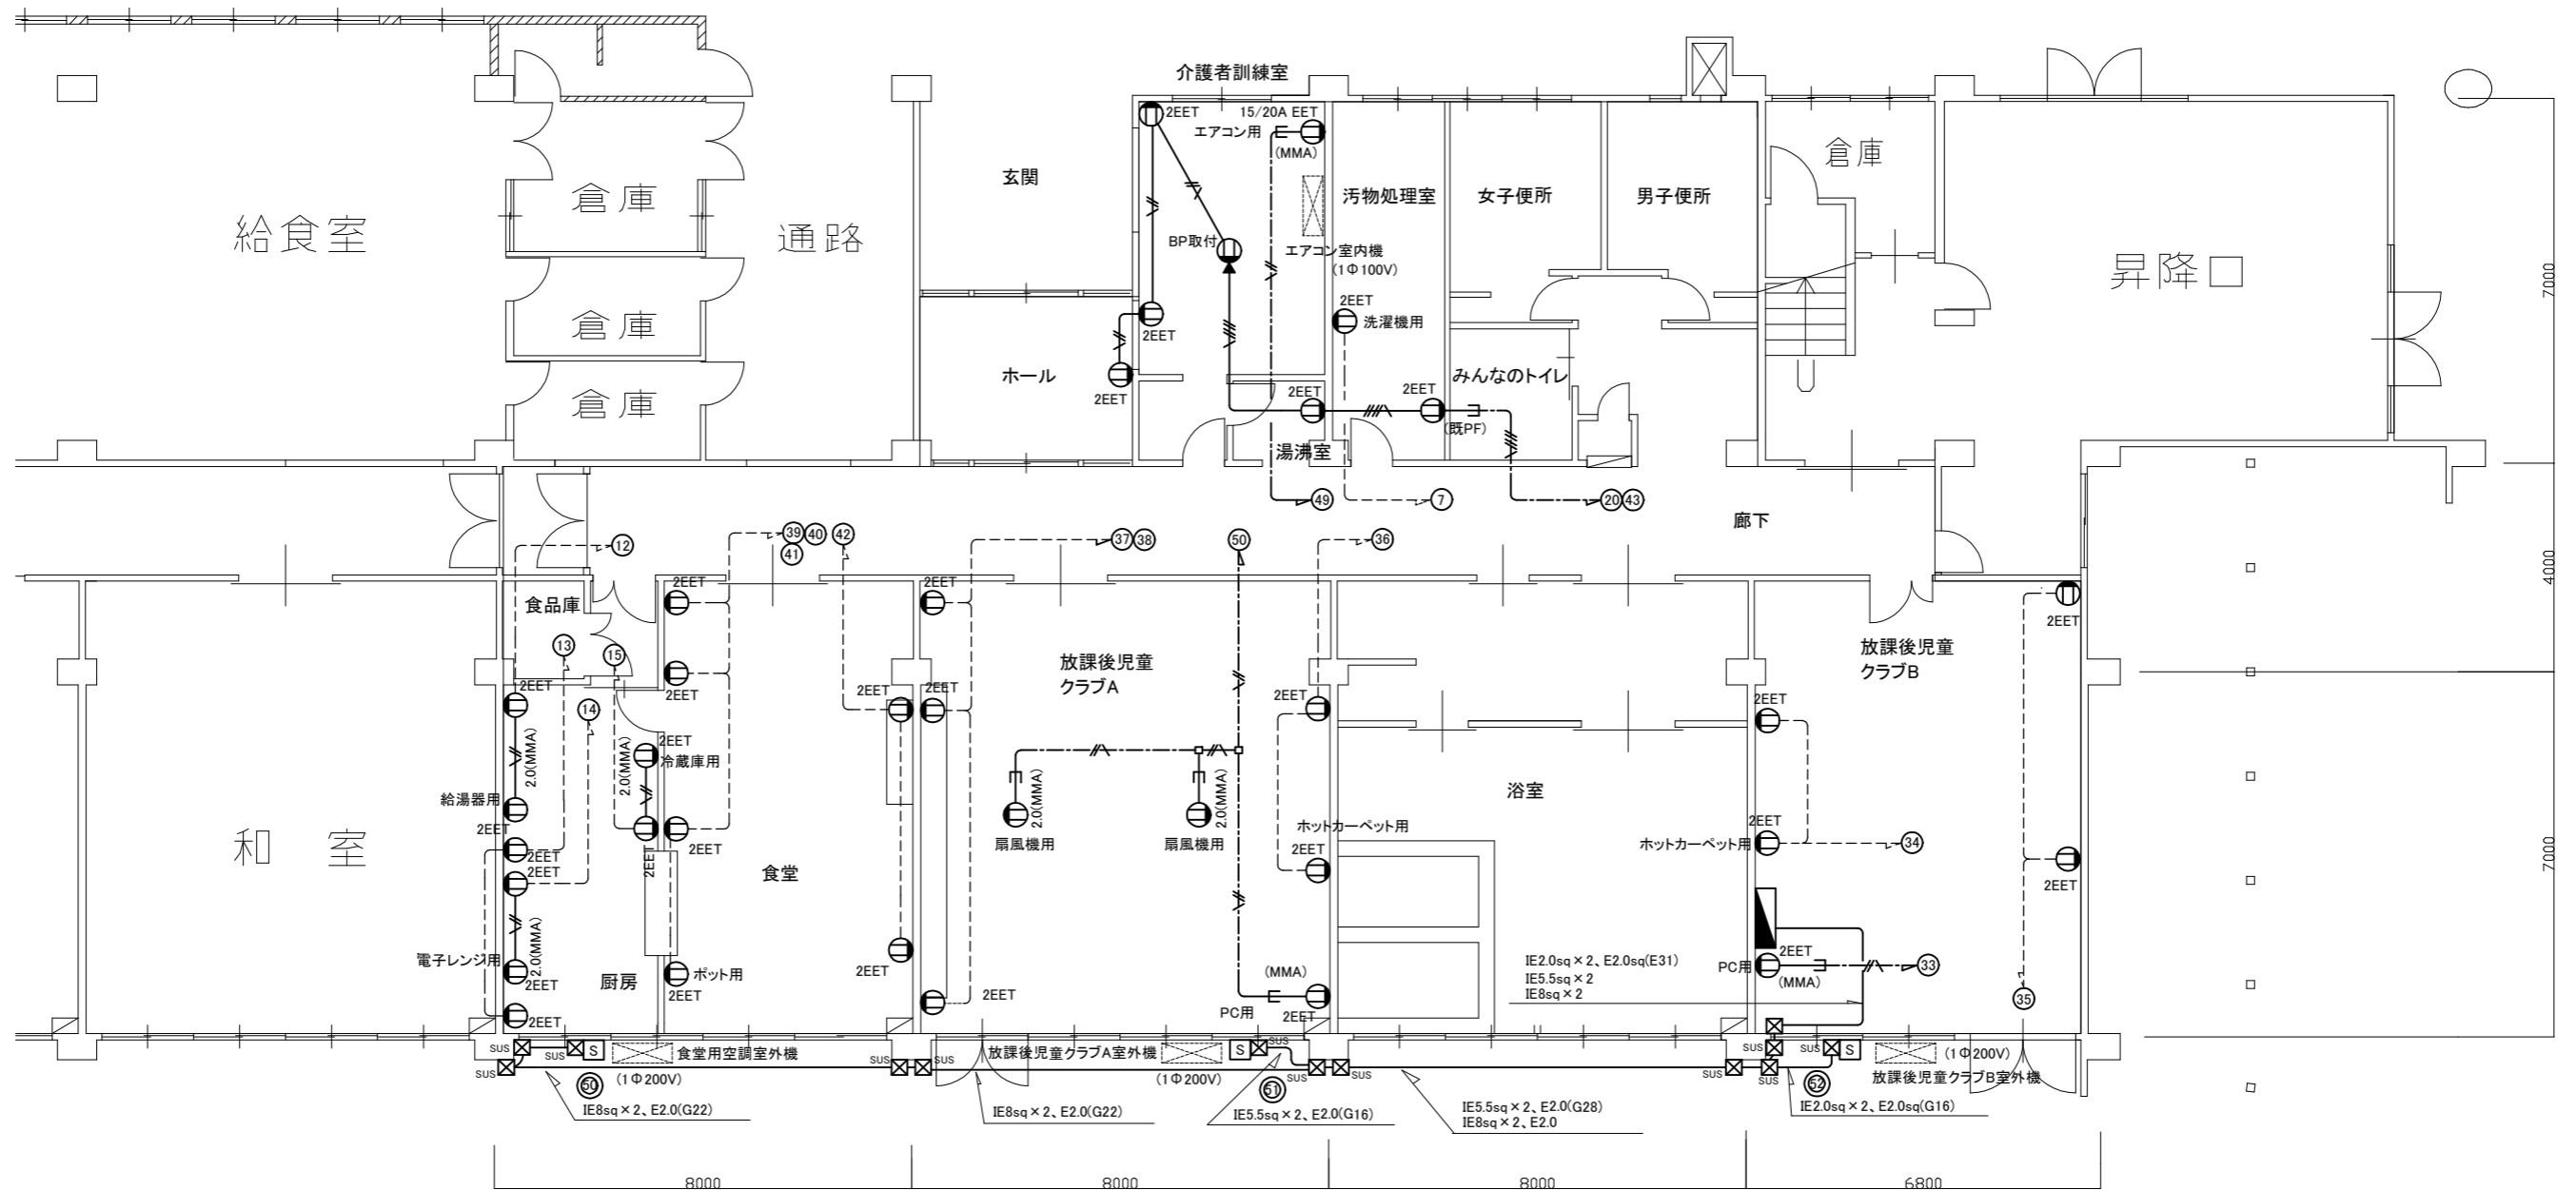 介護者訓練室
2EET
15/20A EET
エアコン用
(MMA)
玄関
汚物処理室
女子便所
男子便所
倉庫
倉庫
給食室
通路
BP取付
エアコン室内機
(1Φ100V)
昇降口
7000
2EET
洗濯機用
倉庫
2EET
ホール
2EET
みんなのトイレ
倉庫
2EET
2EET
(既PF)
湯沸室
49
7
20 43
廊下
12
39 40
41
42
37 38
50
36
4000
2EET
2EET
食品庫
2EET
13
15
放課後児童
クラブA
放課後児童
クラブB
2EET
2EET
2EET
2EET
2EET
2EET
14
2.0(MMA)
2.0(MMA)
2EET
冷蔵庫用
給湯器用
2EET
2.0(MMA)
2.0(MMA)
浴室
2EET
和 室
2EET
2EET
2EET
2EET
扇風機用
扇風機用
ホットカーペット用
2EET
ホットカーペット用
34
7000
食堂
2EET
2.0(MMA)
電子レンジ用
2EET
厨房
ポット用
2EET
2EET
2EET
(MMA)
PC用
2EET
IE2.0sq×2、E2.0sq(E31)
IE5.5sq×2
IE8sq×2
2EET
PC用
(MMA)
33
35
2EET
SUS
SUS
S
食堂用空調室外機
SUS
SUS
放課後児童クラブA室外機
S
SUS
SUS
SUS
S
(1Φ200V)
SUS
50
(1Φ200V)
(1Φ200V)
51
SUS
SUS
52
放課後児童クラブB室外機
IE8sq×2、E2.0(G22)
IE8sq×2、E2.0(G22)
IE5.5sq×2、E2.0(G16)
IE5.5sq×2、E2.0(G28)
IE8sq×2、E2.0
IE2.0sq×2、E2.0sq(G16)
8000
8000
8000
6800